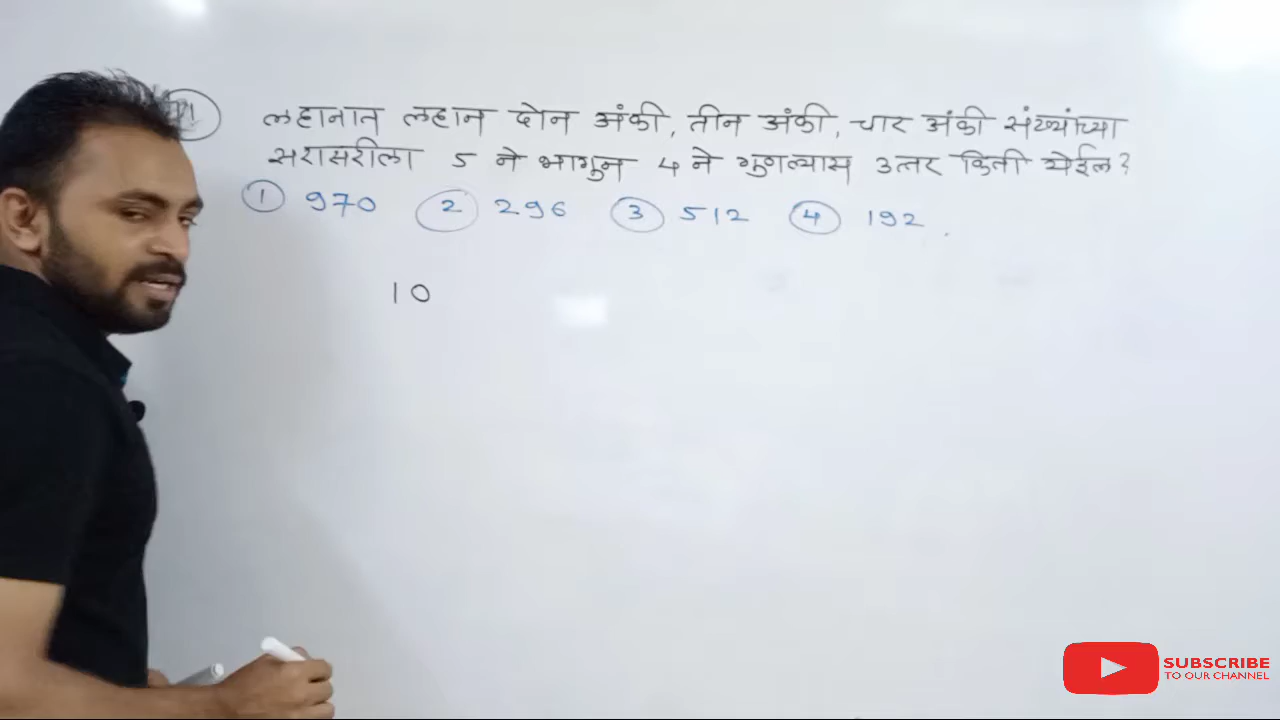 लहानात लहान दोन अंकी, तीन अंकी, चार अंकी संख्यांच्या
सरासरीला 5 ने भागुन 4 ने गुणल्यास उत्तर किती येईल?
1 970 2 296 3 512 4 192
10
SUBSCRIBE
TO OUR CHANNEL